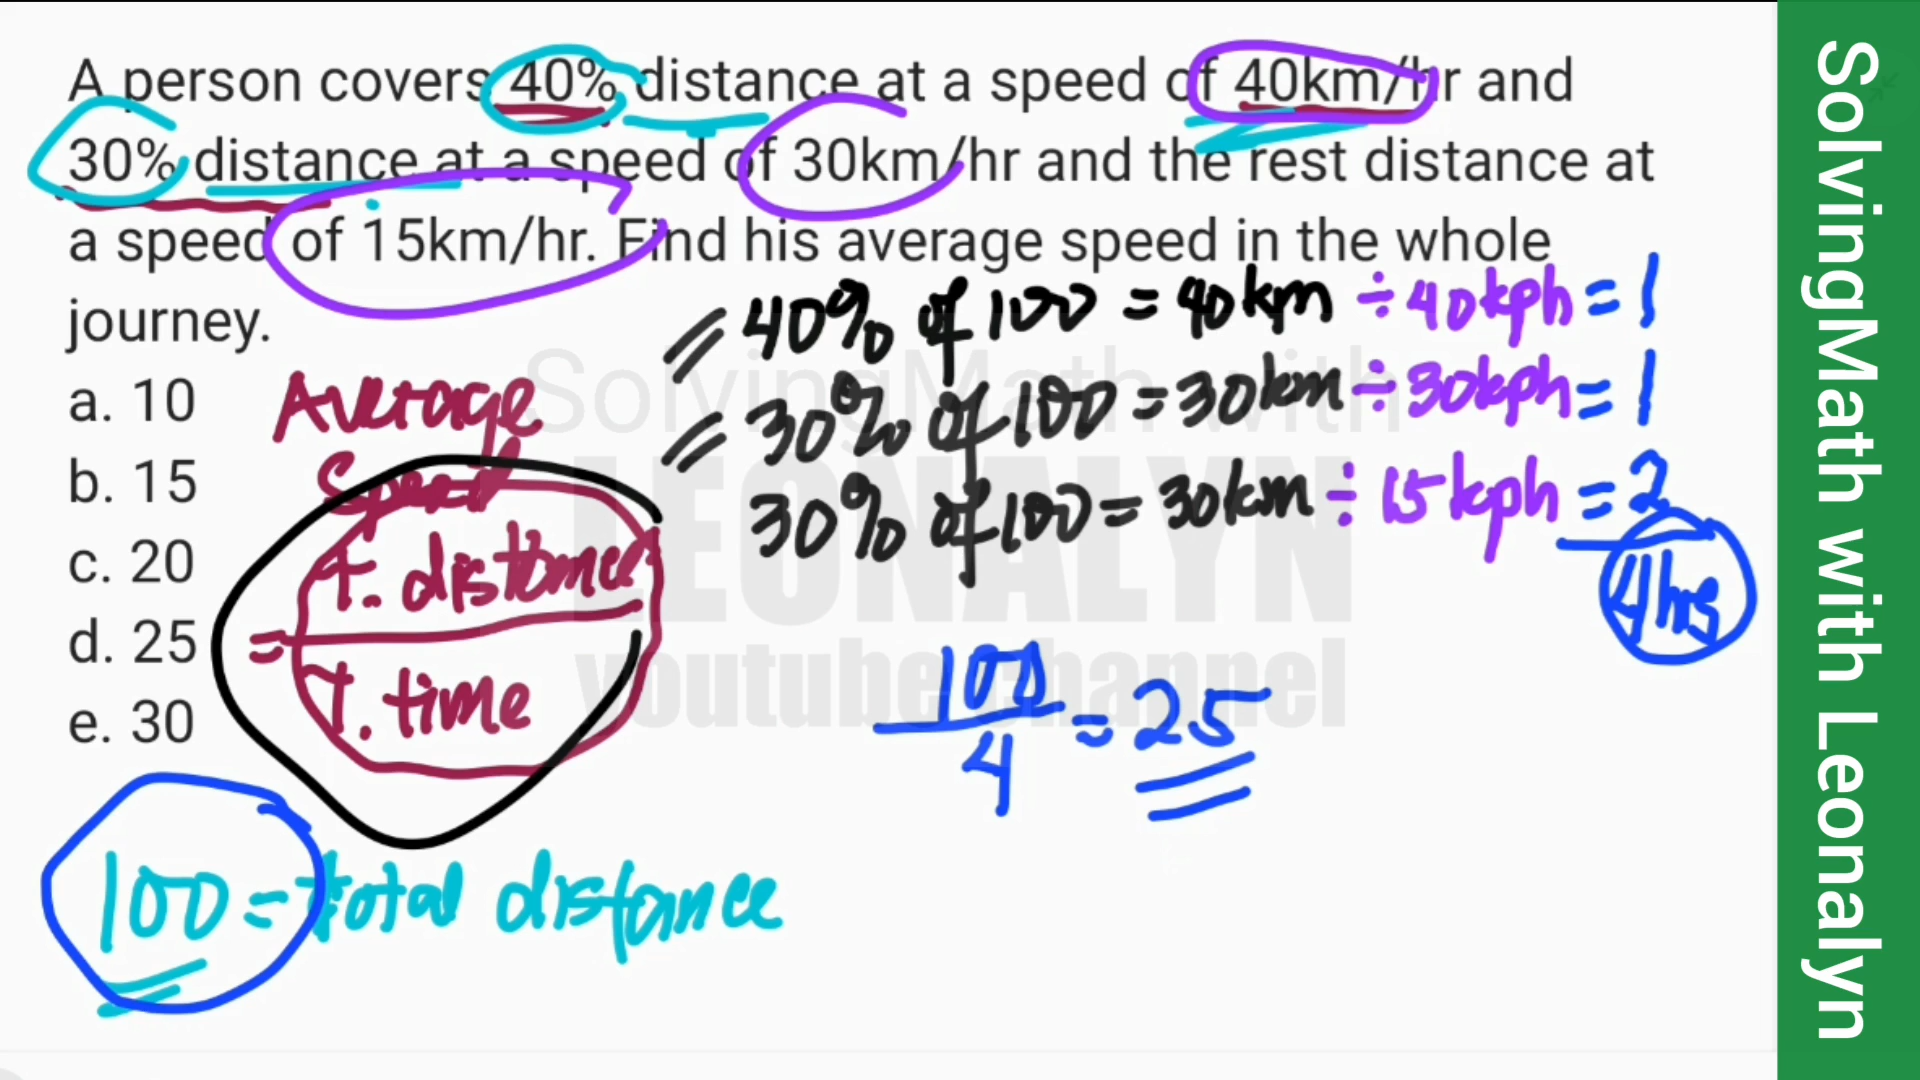 A person covers 40% distance at a speed of 40km/hr and
30% distance at a speed of 30km/hr and the rest distance at
a speed of 15km/hr. Find his average speed in the whole
journey.
= 40% of 100 = 40km ÷ 40kph = 1
a. 10
Average
= 30% of 100 = 30km ÷ 30kph = 1
b. 15
Speed
30% of 100 = 30km ÷ 15kph = 2
c. 20
= T. distance
4hrs
d. 25
T. time
100
4
= 25
e. 30
100 = total distance
SolvingMath with
LEONALYN
youtube channel
SolvingMath with Leonalyn